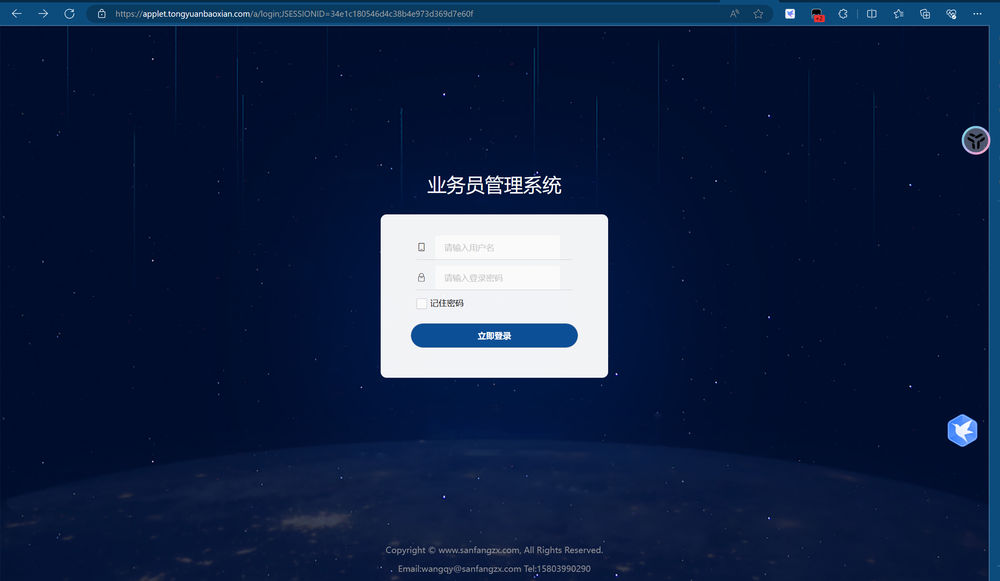 https://applet.tongyuanbaoxian.com/a/login;JSESSIONID=34e1c180546d4c38b4e973d369d7e60f
+2
业务员管理系统
请输入用户名
请输入登录密码
记住密码
立即登录
Copyright © www.sanfangzx.com, All Rights Reserved.
Email:wangqy@sanfangzx.com Tel:15803990290